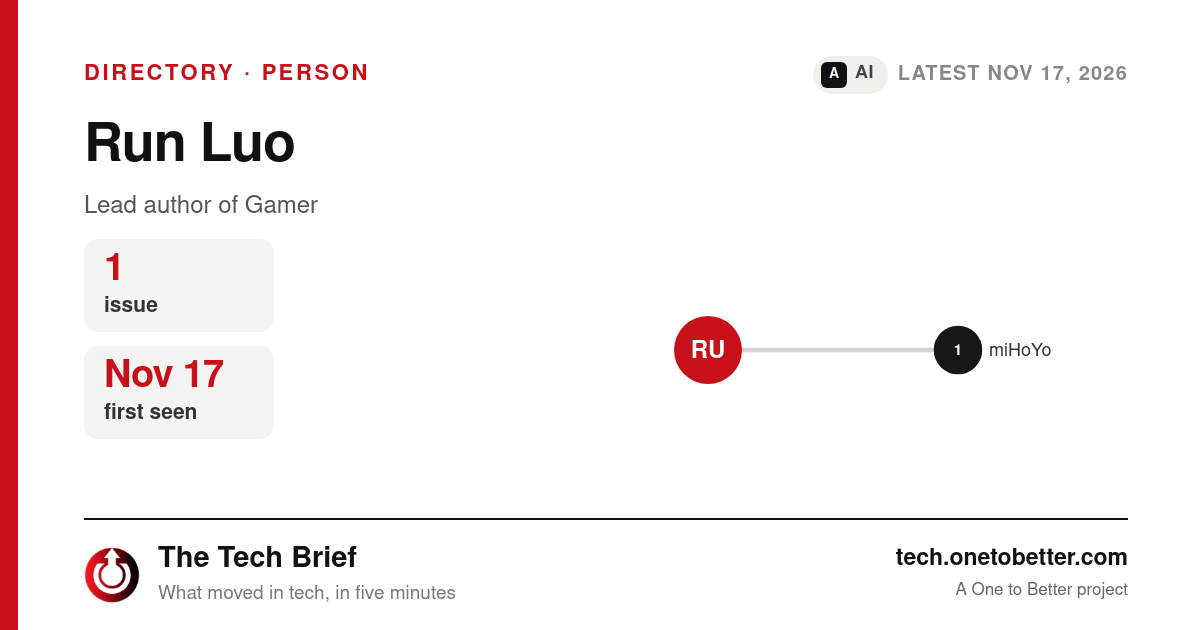 DIRECTORY · PERSON
A AI LATEST NOV 17, 2026
Run Luo
Lead author of Gamer
1
issue
Nov 17
first seen
RU
1 miHoYo
The Tech Brief
What moved in tech, in five minutes
tech.onetobetter.com
A One to Better project